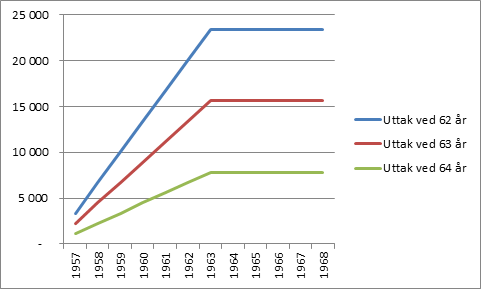 25 000
20 000
15 000
10 000
5 000
-
1957 1958 1959 1960 1961 1962 1963 1964 1965 1966 1967 1968
Uttak ved 62 år
Uttak ved 63 år
Uttak ved 64 år